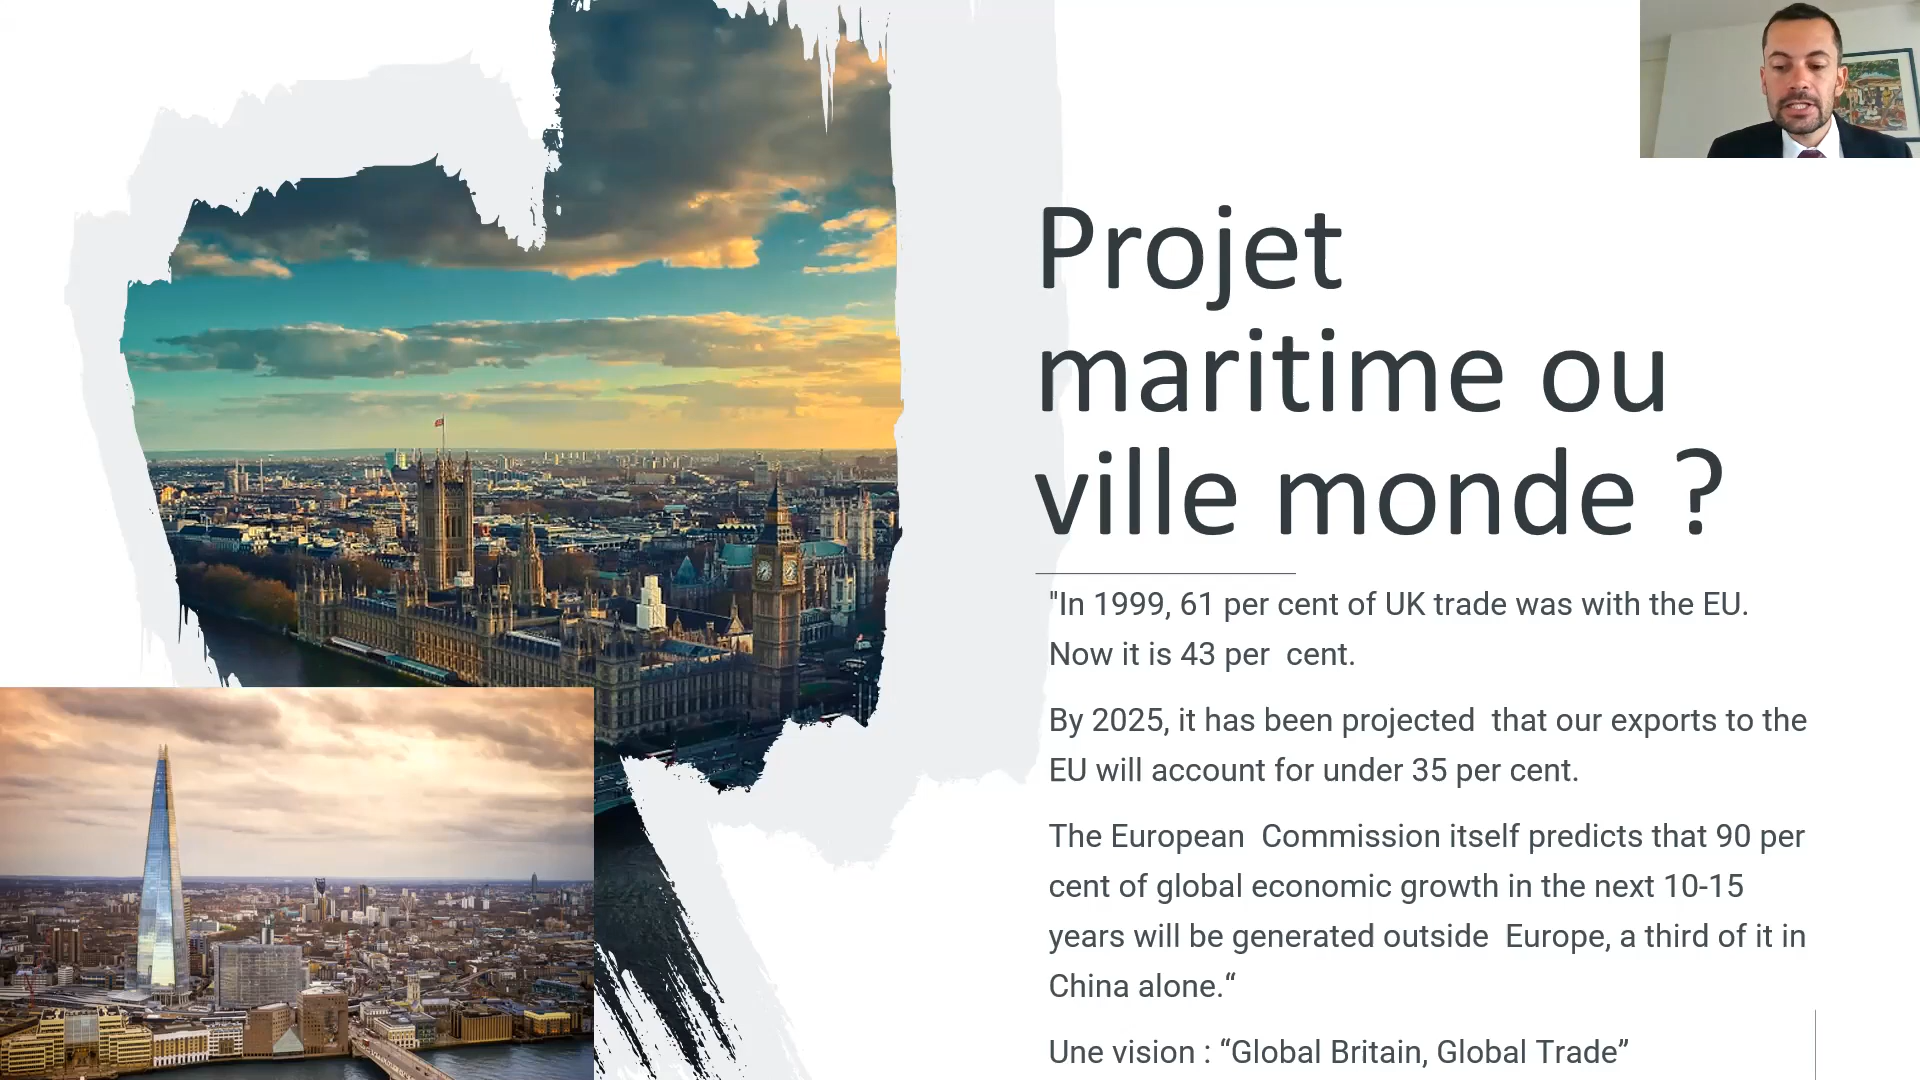 Projet
maritime ou
ville monde ?
"In 1999, 61 per cent of UK trade was with the EU.
Now it is 43 per  cent.
By 2025, it has been projected  that our exports to the
EU will account for under 35 per cent.
The European  Commission itself predicts that 90 per
cent of global economic growth in the next 10-15
years will be generated outside  Europe, a third of it in
China alone.“
Une vision : “Global Britain, Global Trade”